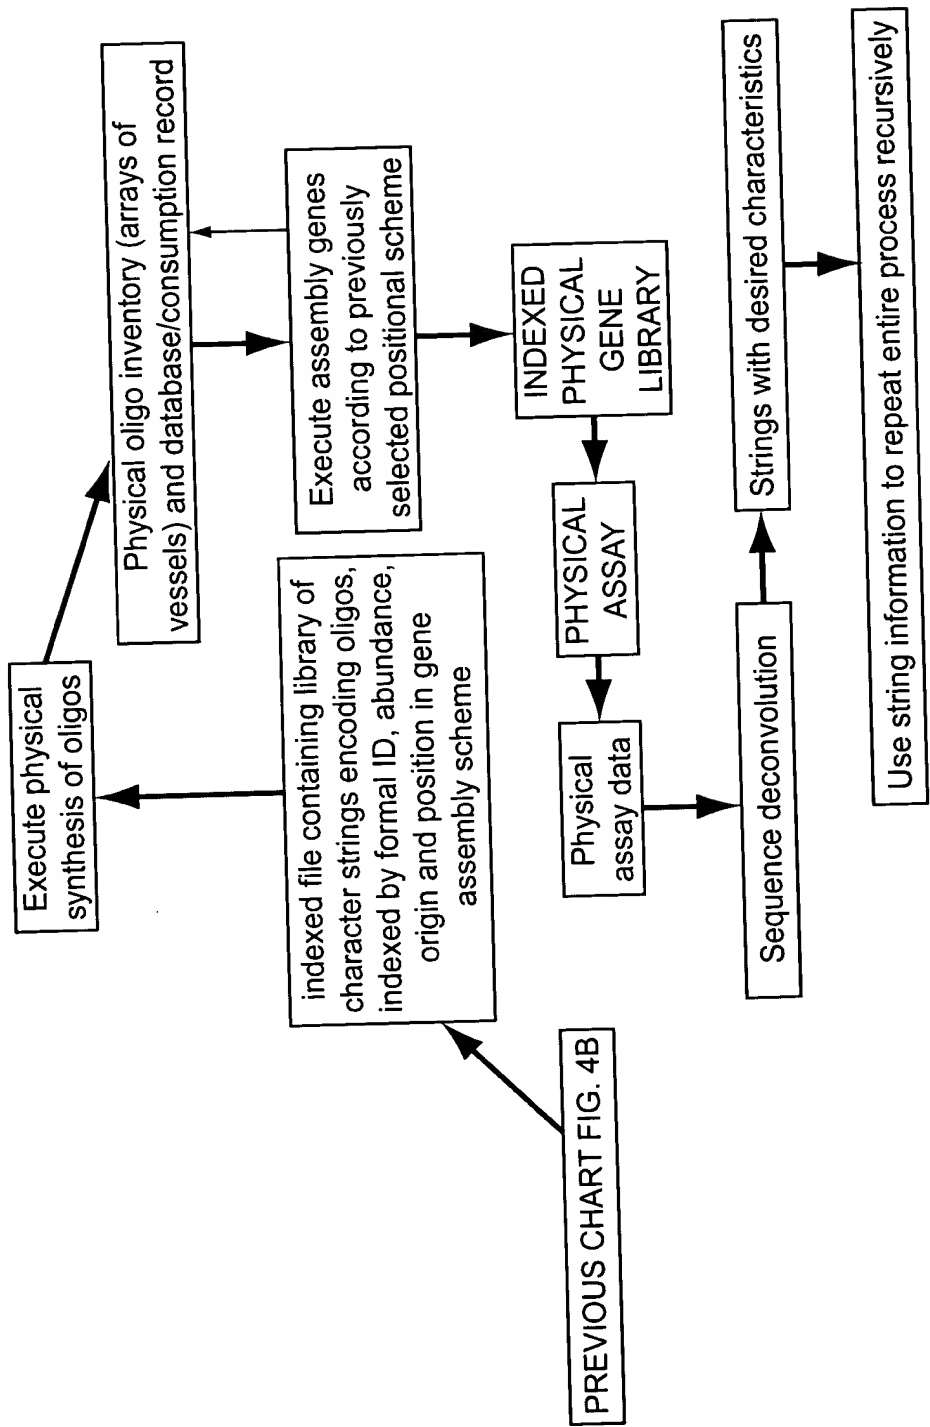 Execute physical
synthesis of oligos
Physical oligo inventory (arrays of
vessels) and database/consumption record
indexed file containing library of
character strings encoding oligos,
indexed by formal ID, abundance,
origin and position in gene
assembly scheme
Execute assembly genes
according to previously
selected positional scheme
PREVIOUS CHART FIG. 4B
INDEXED
PHYSICAL
GENE
LIBRARY
PHYSICAL
ASSAY
Physical
assay data
Sequence deconvolution
Strings with desired characteristics
Use string information to repeat entire process recursively